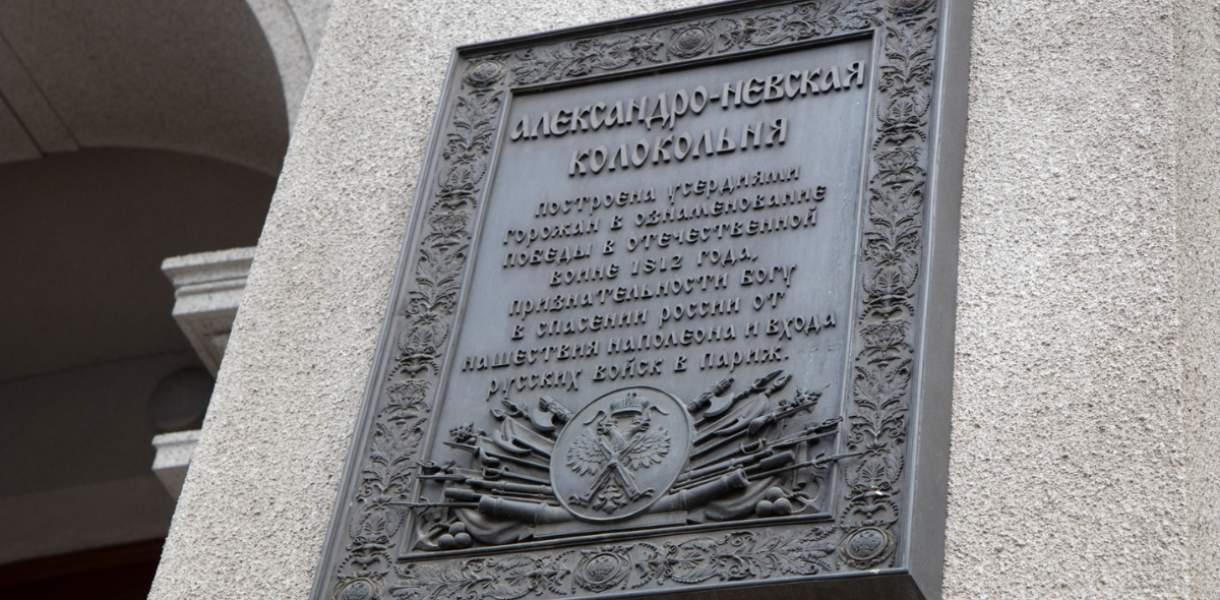 АЛЕКСАНДРО-НЕВСКАЯ
КОЛОКОЛЬНЯ
ПОСТРОЕНА УСЕРДИЯМИ
ГОРОЖАН В ОЗНАМЕНОВАНИЕ
ПОБЕДЫ В ОТЕЧЕСТВЕННОЙ
ВОЙНЕ 1812 ГОДА,
ПРИЗНАТЕЛЬНОСТИ БОГУ
В СПАСЕНИИ РОССИИ ОТ
НАШЕСТВИЯ НАПОЛЕОНА И ВХОДА
РУССКИХ ВОЙСК В ПАРИЖ.